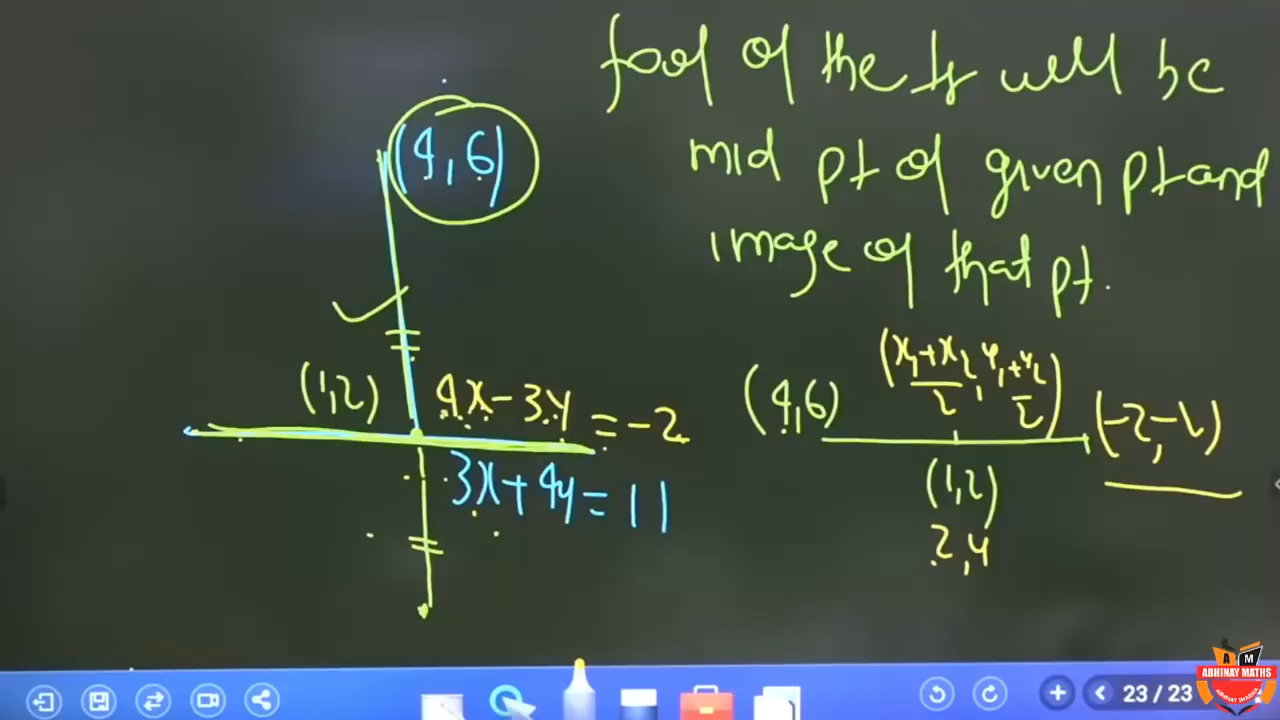 foot of the ⊥r will be
mid pt of given pt and
image of that pt.
(4,6)
(1,2)
4x-3y = -2
3x+4y = 11
(4,6)
(x₁+x₂/2, y₁+y₂/2)
(-2,-2)
(1,2)
2,4
23 / 23
A M
ABHINAY MATHS
ABHINAY SHARMA